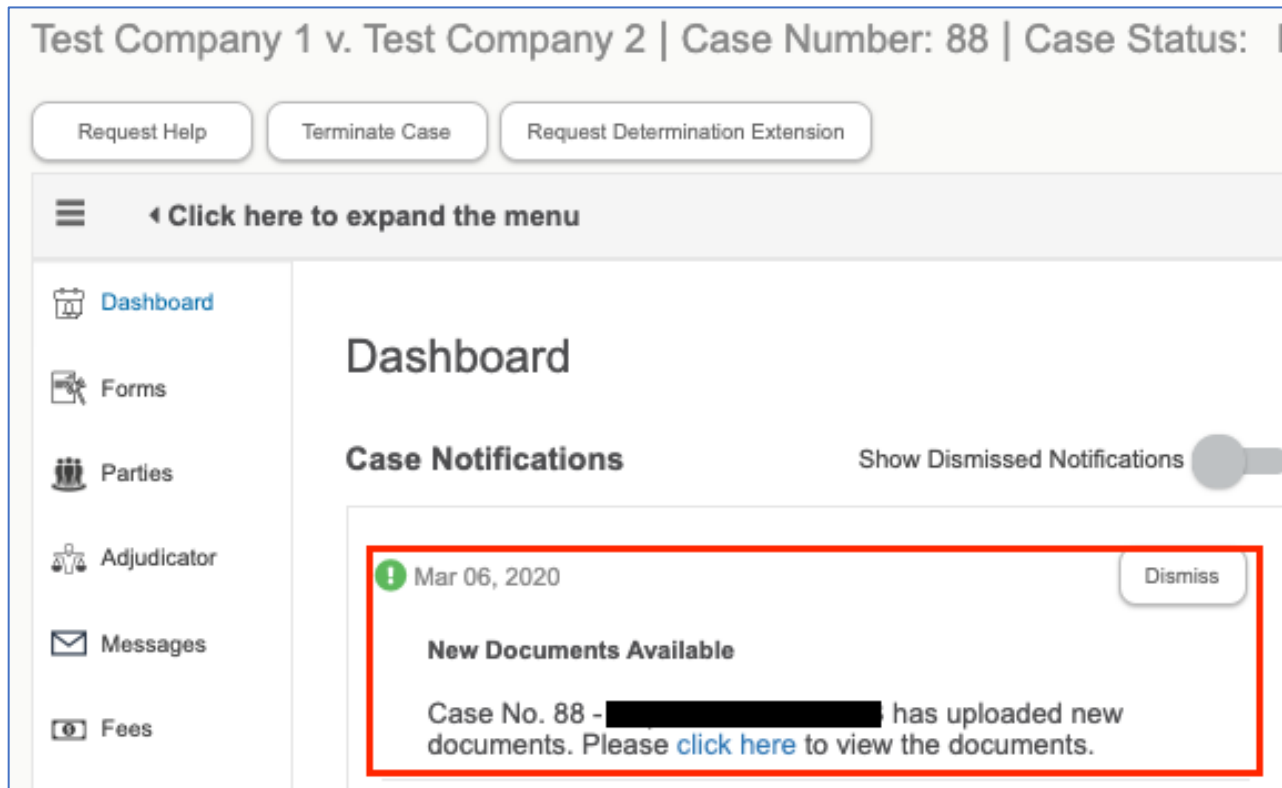 Test Company 1 v. Test Company 2 | Case Number: 88 | Case Status:
Request Help Terminate Case Request Determination Extension
Click here to expand the menu
Dashboard
Forms
Parties
Adjudicator
Messages
Fees
Dashboard
Case Notifications Show Dismissed Notifications
Mar 06, 2020 Dismiss
New Documents Available
Case No. 88 - has uploaded new
documents. Please click here to view the documents.